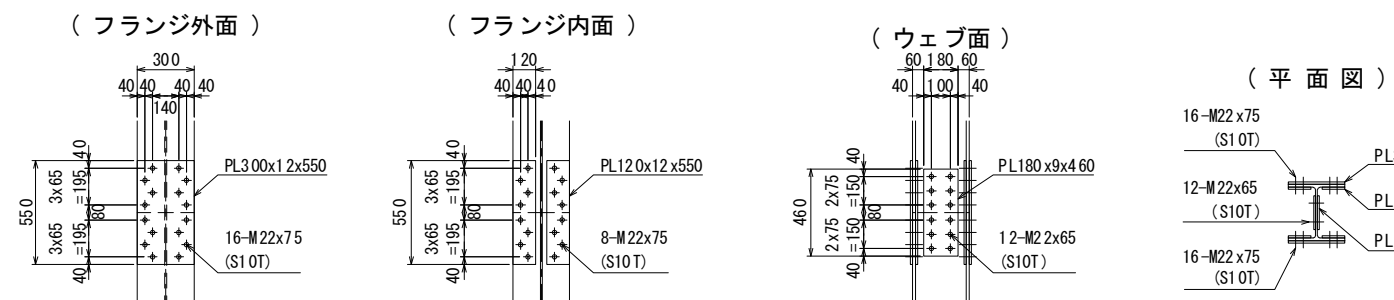 ( フランジ外面 )
300
40 40 40 40
140
40
3x65
=195
80
550
3x65
=195
40
PL300x12x550
16-M22x75
(S10T)
( フランジ内面 )
120
40 40 40
40
3x65
=195
80
550
3x65
=195
40
PL120x12x550
8-M22x75
(S10T)
( ウェブ面 )
60 180 60
40 100 40
40
2x75
=150
80
460
2x75
=150
40
PL180x9x460
12-M22x65
(S10T)
( 平 面 図 )
16-M22x75
(S10T)
12-M22x65
(S10T)
16-M22x75
(S10T)
PL
PL